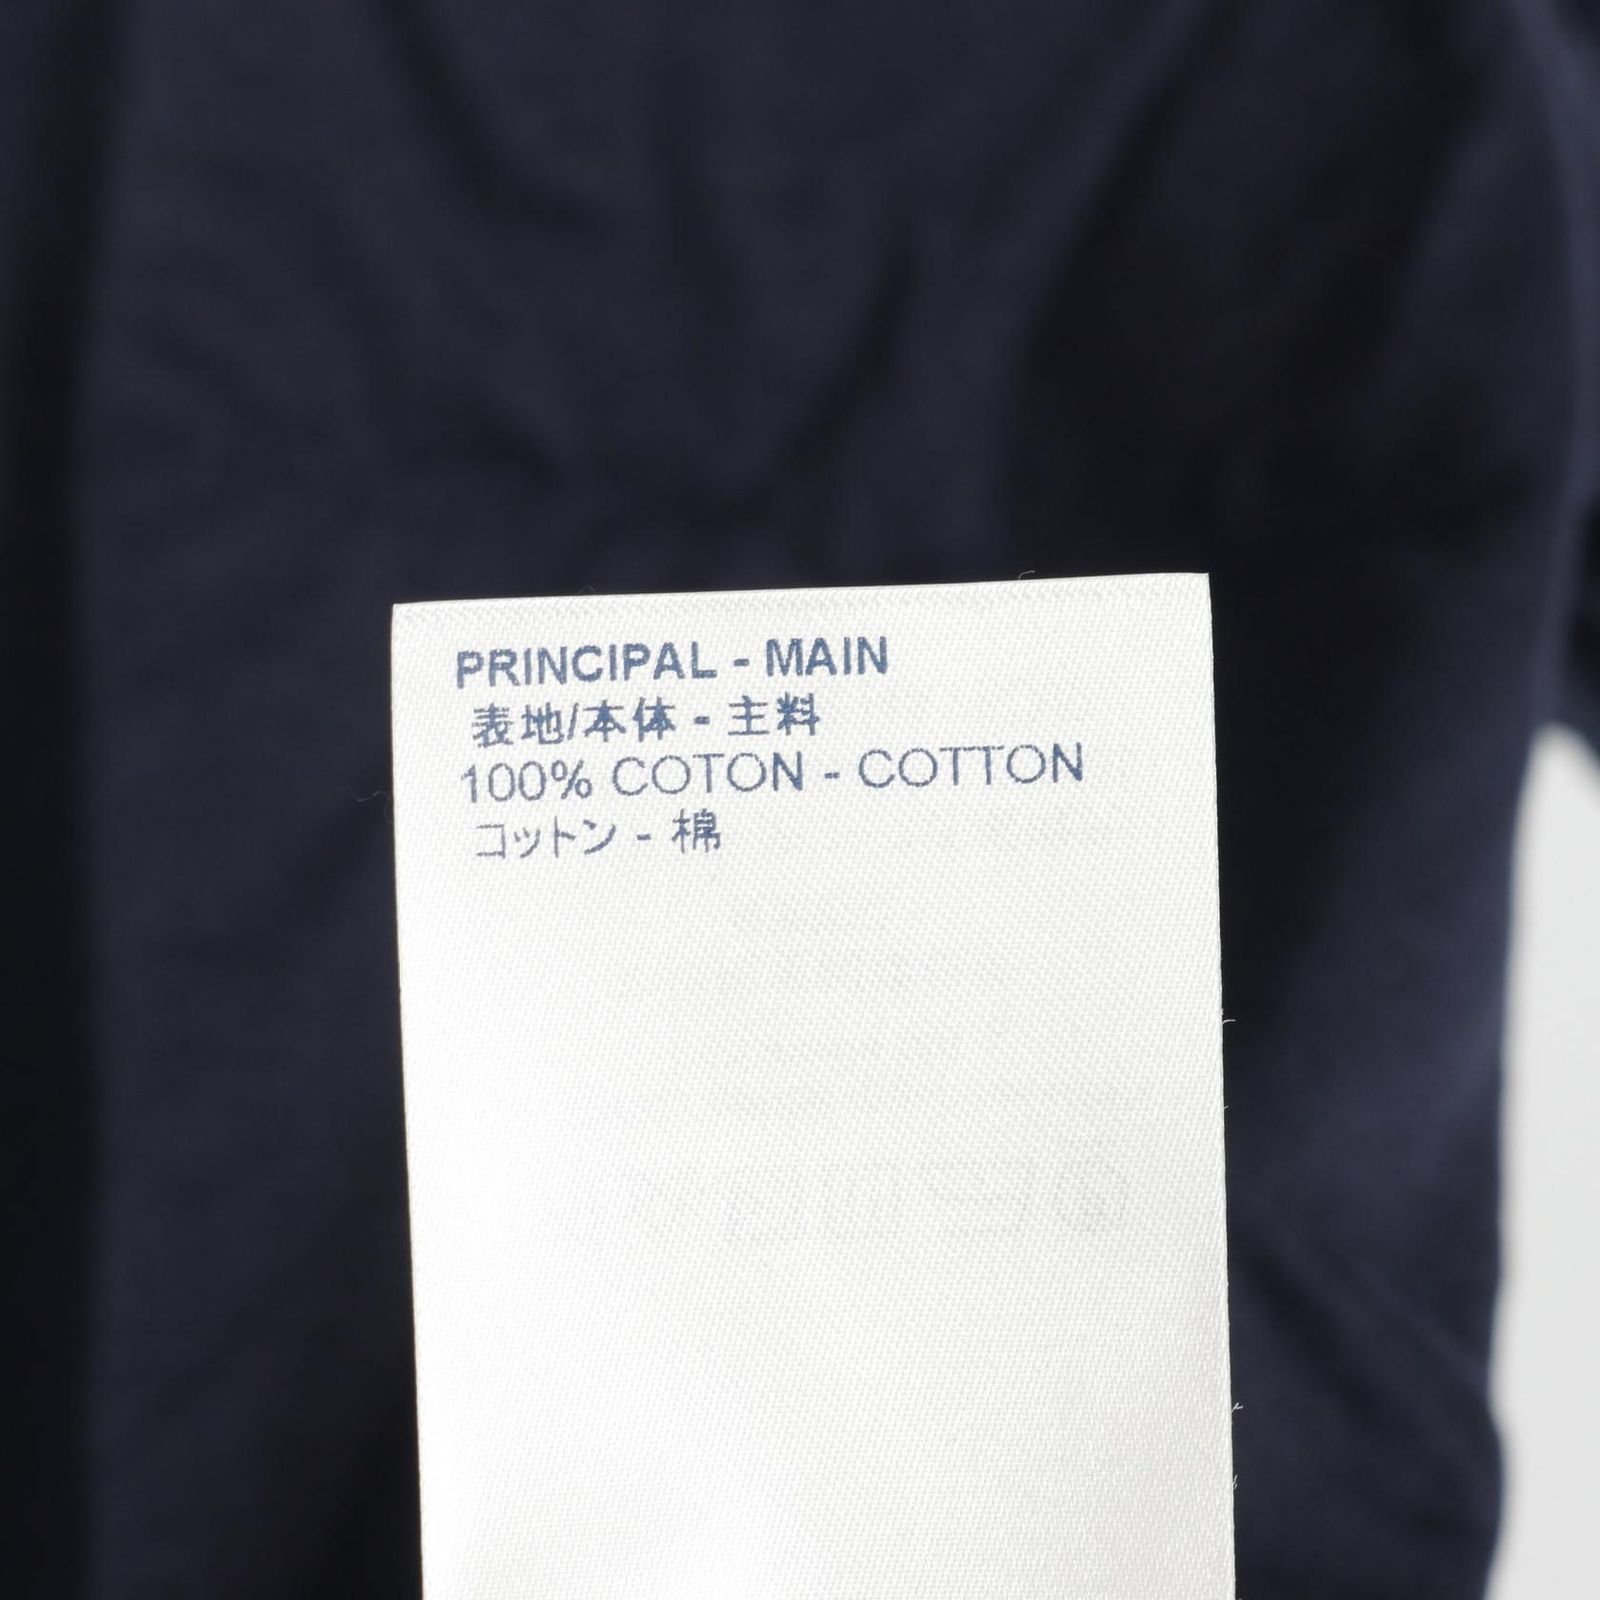 PRINCIPAL - MAIN
表地/本体 - 主料
100% COTON - COTTON
コットン - 棉